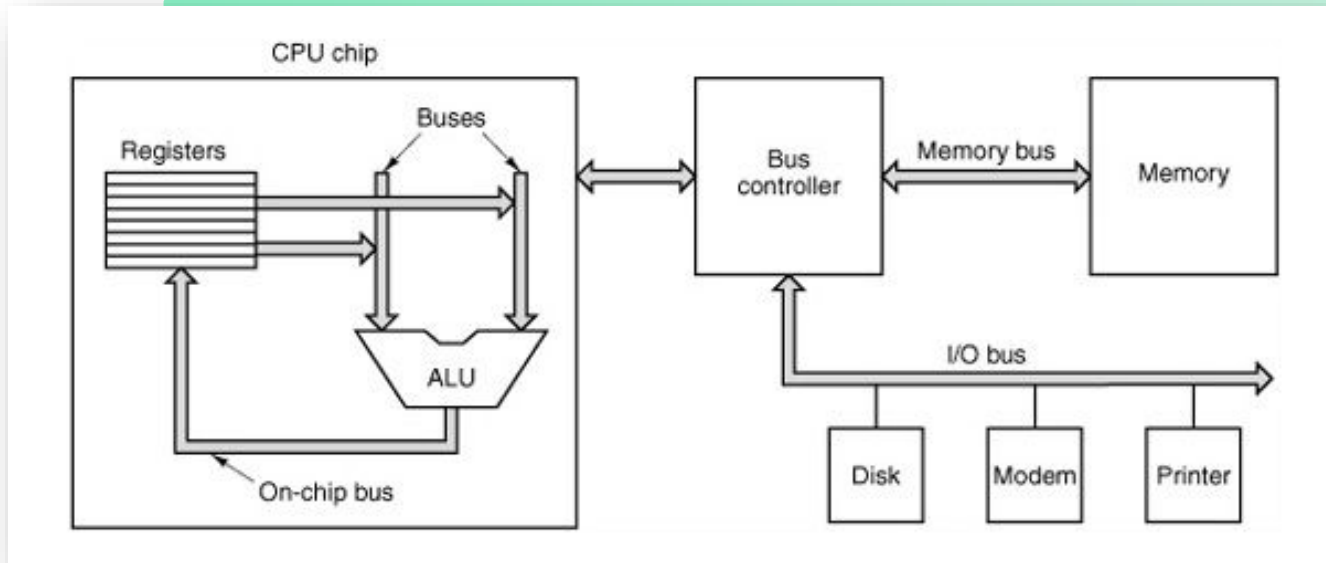 CPU chip
Buses
Registers
Bus
controller
Memory bus
Memory
ALU
I/O bus
On-chip bus
Disk
Modem
Printer